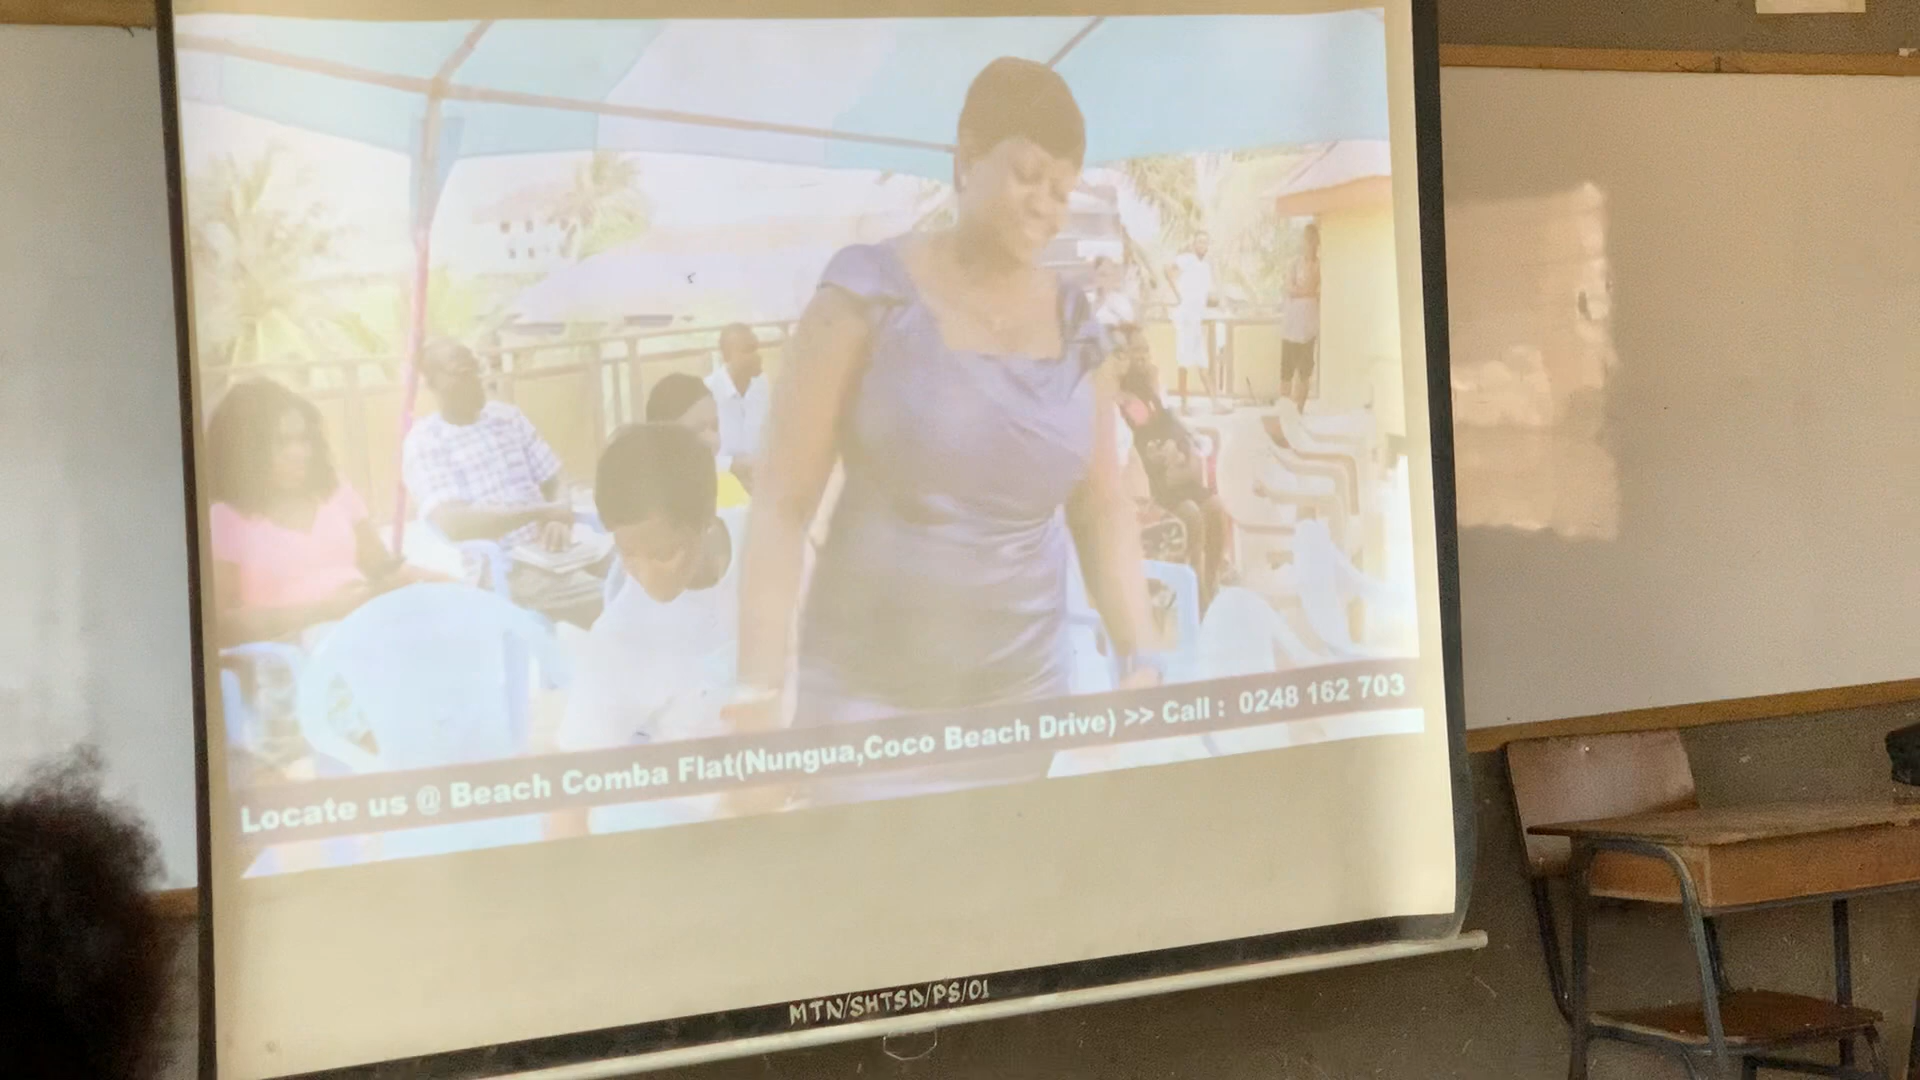 Locate us @ Beach Comba Flat(Nungua,Coco Beach Drive) >> Call : 0248 162 703
MTN/SHTSD/PS/01